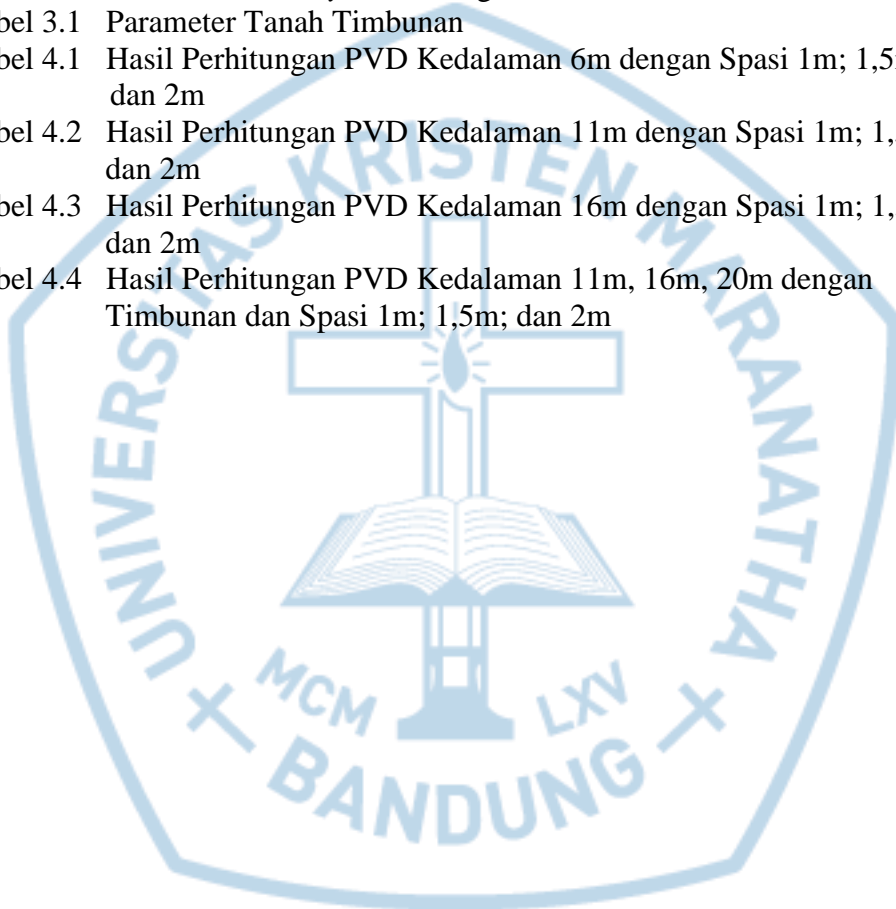 bel 3.1 Parameter Tanah Timbunan
bel 4.1 Hasil Perhitungan PVD Kedalaman 6m dengan Spasi 1m; 1,5
dan 2m
bel 4.2 Hasil Perhitungan PVD Kedalaman 11m dengan Spasi 1m; 1,
dan 2m
bel 4.3 Hasil Perhitungan PVD Kedalaman 16m dengan Spasi 1m; 1,
dan 2m
bel 4.4 Hasil Perhitungan PVD Kedalaman 11m, 16m, 20m dengan
Timbunan dan Spasi 1m; 1,5m; dan 2m
UNIVERSITAS KRISTEN MARANATHA
MCM LXV
BANDUNG